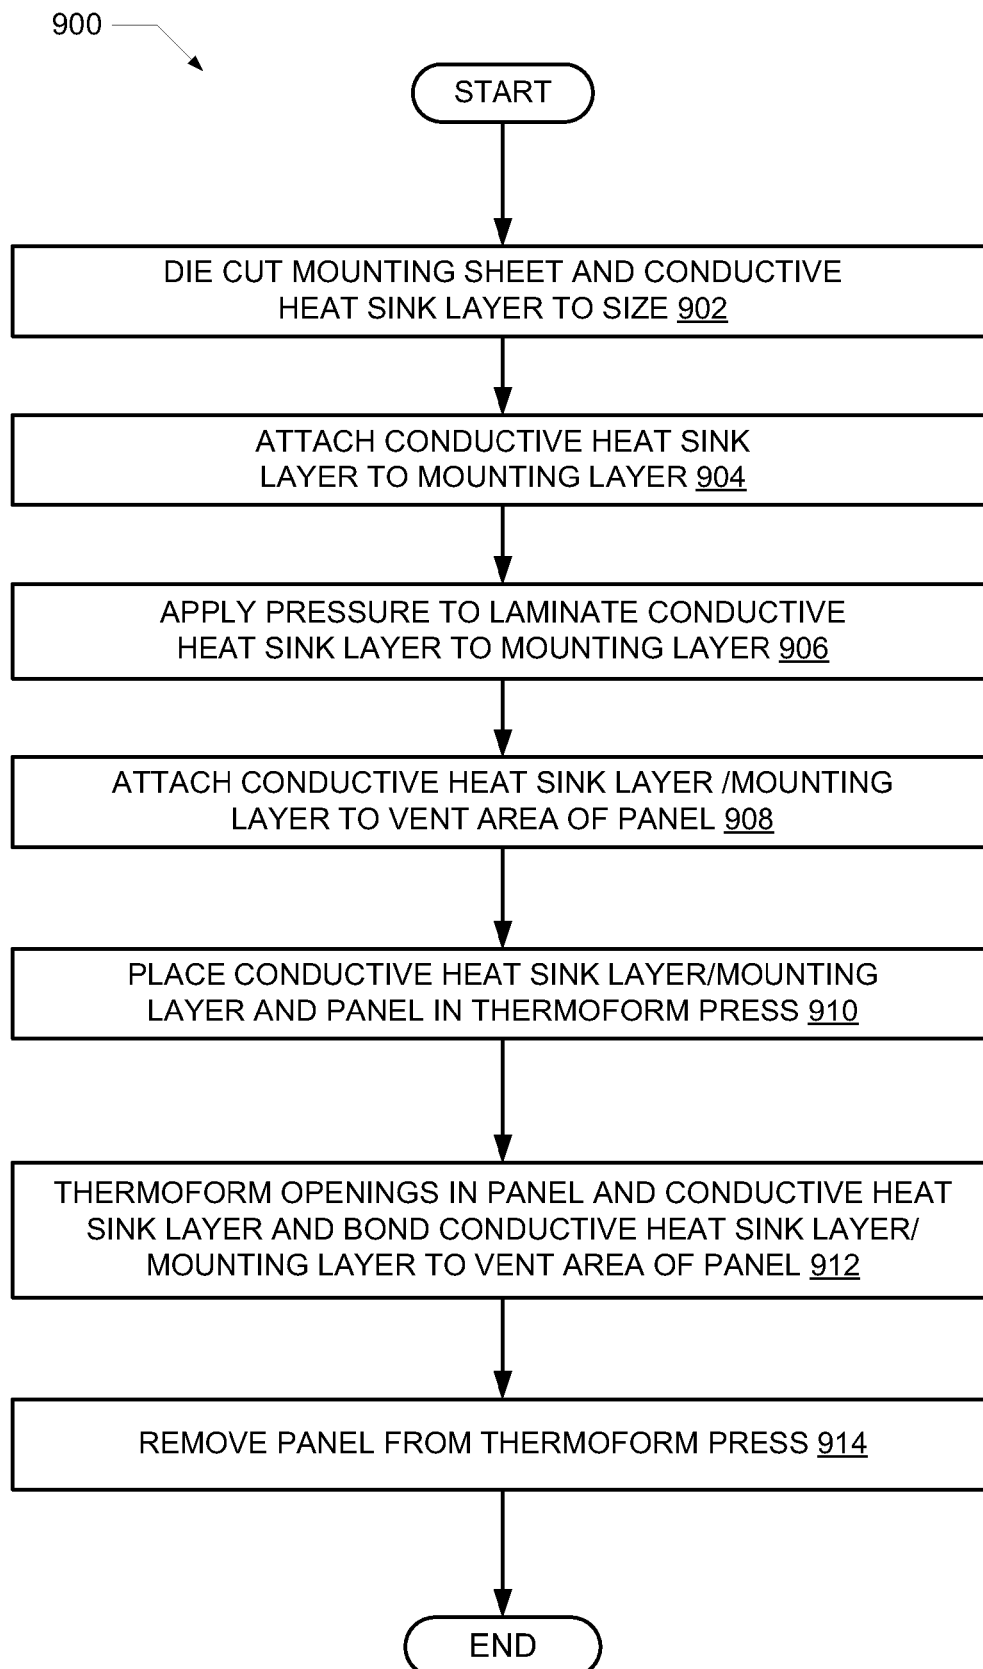 900
START
DIE CUT MOUNTING SHEET AND CONDUCTIVE
HEAT SINK LAYER TO SIZE 902
ATTACH CONDUCTIVE HEAT SINK
LAYER TO MOUNTING LAYER 904
APPLY PRESSURE TO LAMINATE CONDUCTIVE
HEAT SINK LAYER TO MOUNTING LAYER 906
ATTACH CONDUCTIVE HEAT SINK LAYER /MOUNTING
LAYER TO VENT AREA OF PANEL 908
PLACE CONDUCTIVE HEAT SINK LAYER/MOUNTING
LAYER AND PANEL IN THERMOFORM PRESS 910
THERMOFORM OPENINGS IN PANEL AND CONDUCTIVE HEAT
SINK LAYER AND BOND CONDUCTIVE HEAT SINK LAYER/
MOUNTING LAYER TO VENT AREA OF PANEL 912
REMOVE PANEL FROM THERMOFORM PRESS 914
END